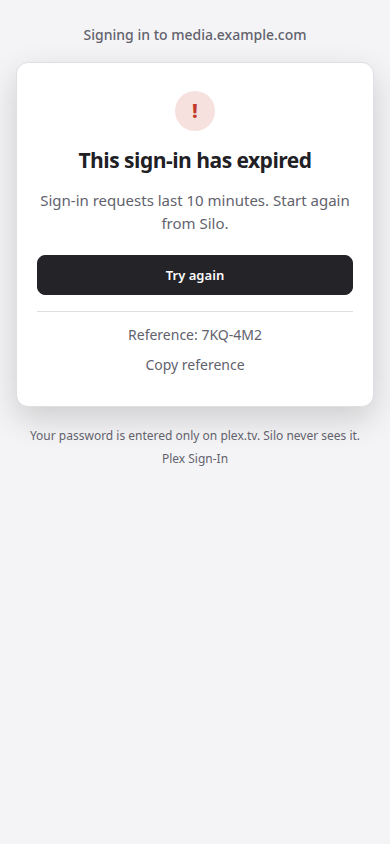 Signing in to media.example.com
!
This sign-in has expired
Sign-in requests last 10 minutes. Start again
from Silo.
Try again
Reference: 7KQ-4M2
Copy reference
Your password is entered only on plex.tv. Silo never sees it.
Plex Sign-In